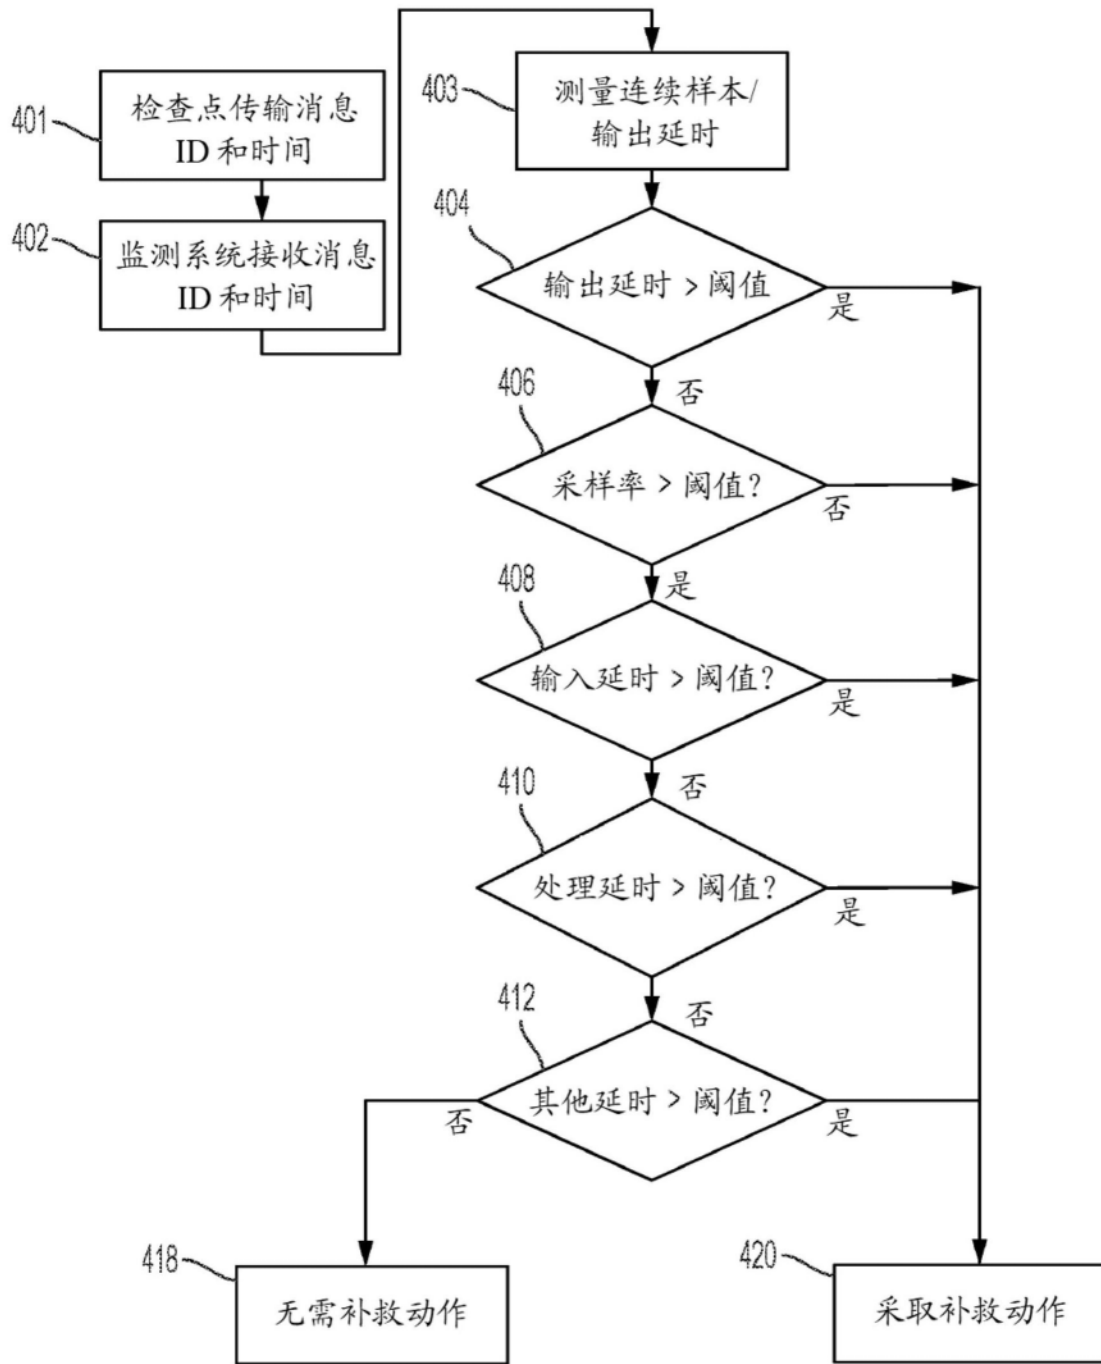 401
检查点传输消息
ID 和时间
402
监测系统接收消息
ID 和时间
403
测量连续样本/
输出延时
404
输出延时 > 阈值
是
否
406
采样率 > 阈值?
否
是
408
输入延时 > 阈值?
是
否
410
处理延时 > 阈值?
是
否
412
其他延时 > 阈值?
否
是
418
无需补救动作
420
采取补救动作